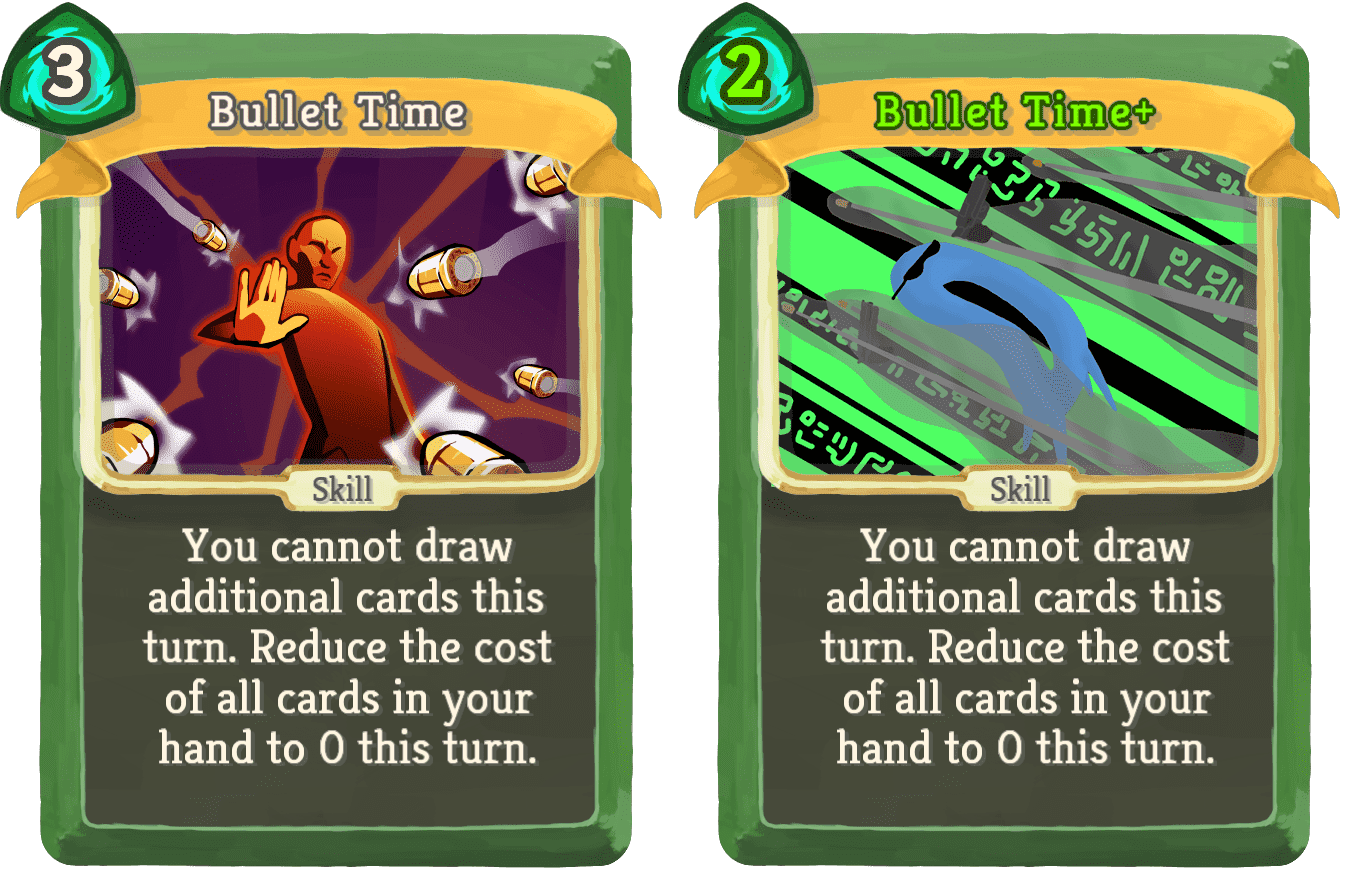 3
Bullet Time
Skill
You cannot draw
additional cards this
turn. Reduce the cost
of all cards in your
hand to 0 this turn.
2
Bullet Time+
Skill
You cannot draw
additional cards this
turn. Reduce the cost
of all cards in your
hand to 0 this turn.